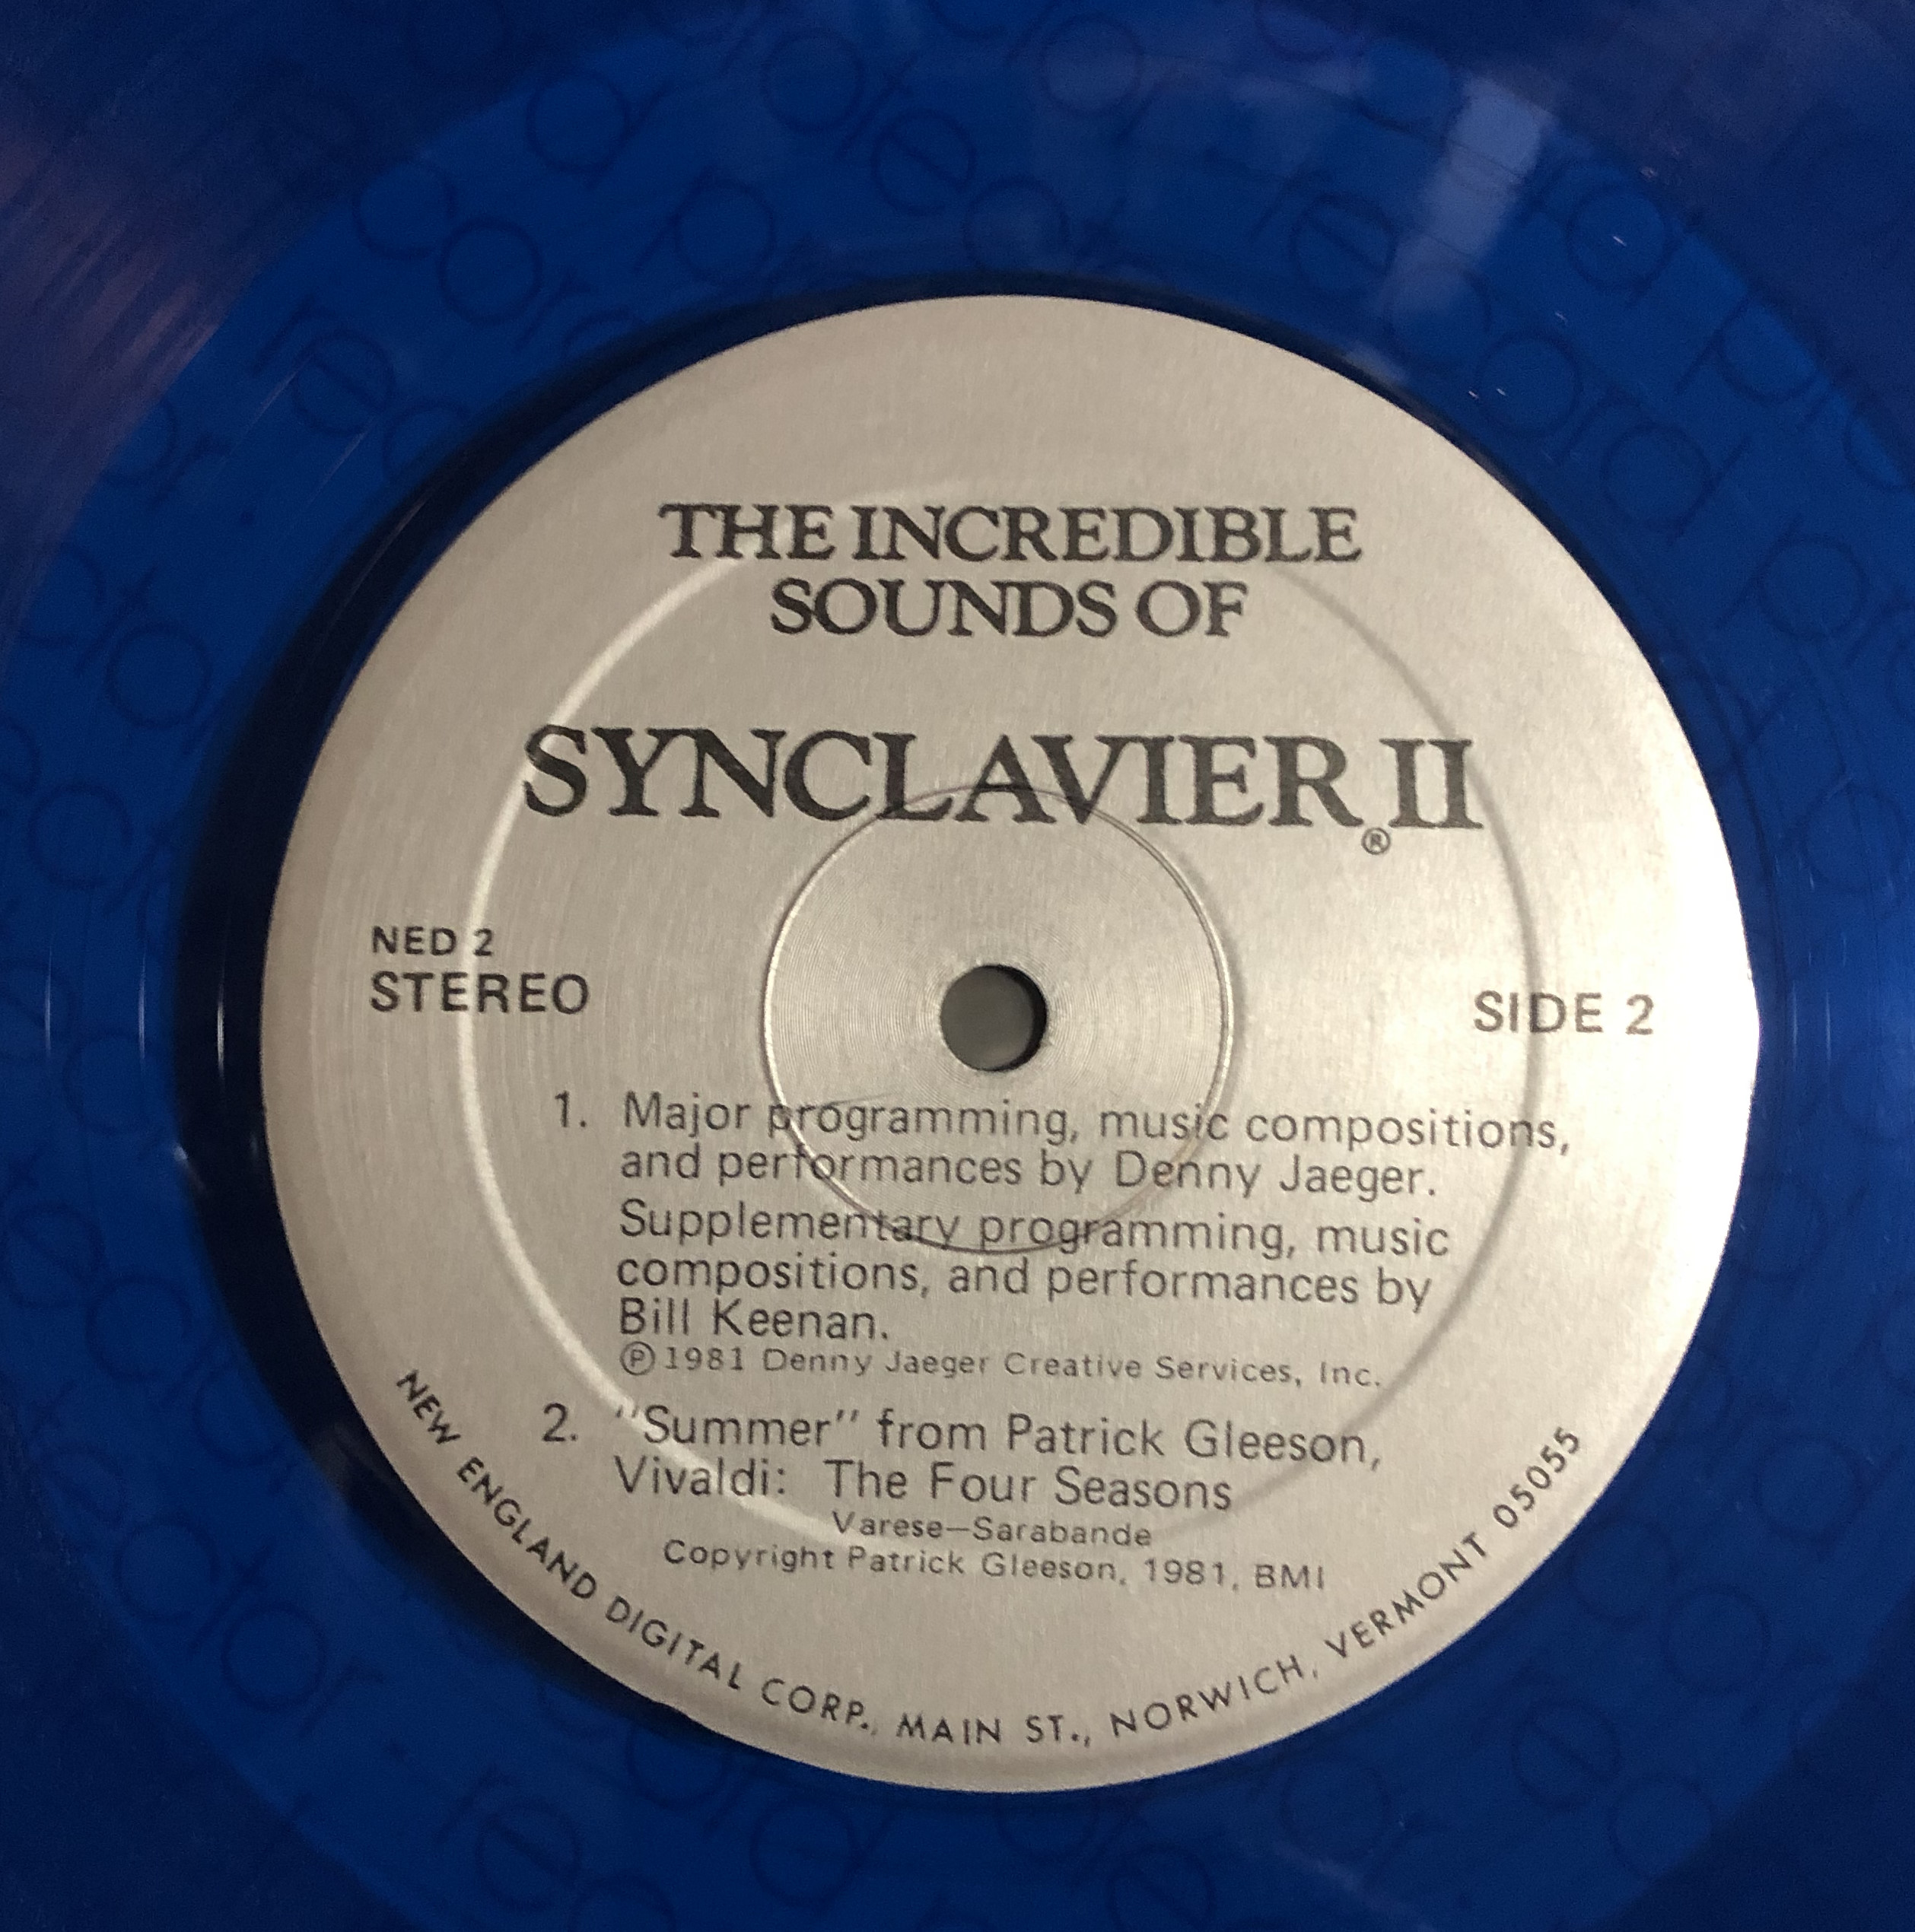 THE INCREDIBLE
SOUNDS OF
SYNCLAVIER® II
NED 2
STEREO
SIDE 2
1. Major programming, music compositions,
and performances by Denny Jaeger.
Supplementary programming, music
compositions, and performances by
Bill Keenan.
℗1981 Denny Jaeger Creative Services, Inc.
2. "Summer" from Patrick Gleeson,
Vivaldi: The Four Seasons
Varese—Sarabande
Copyright Patrick Gleeson, 1981, BMI
NEW ENGLAND DIGITAL CORP., MAIN ST., NORWICH, VERMONT 05055